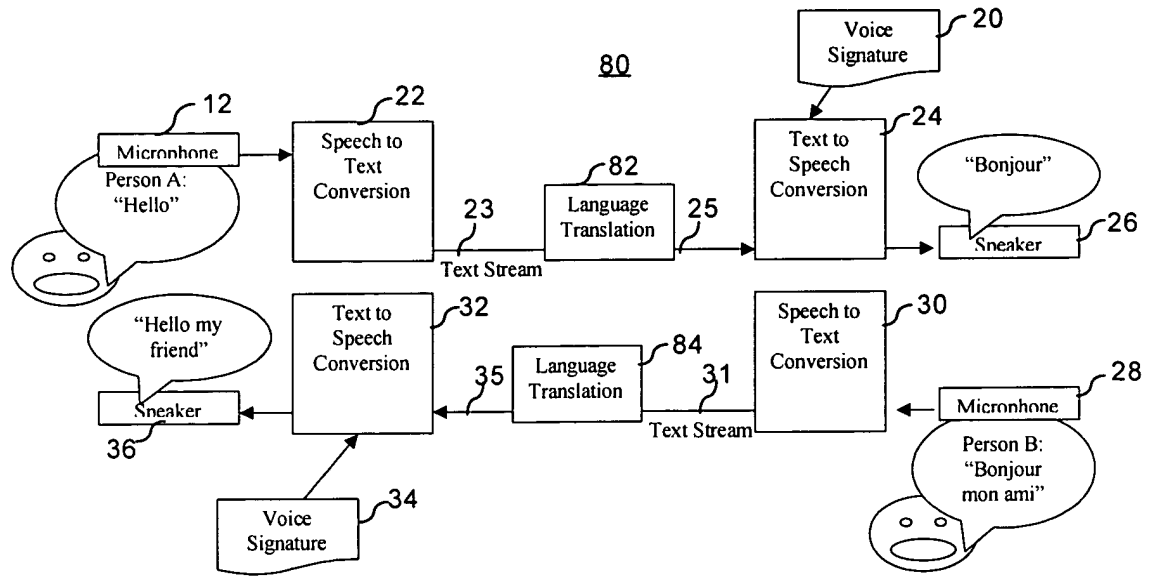 20
Voice
Signature
80
12
22
24
Microphone
Speech to
Text
Conversion
Text to
Speech
Conversion
Person A:
"Hello"
82
Language
Translation
"Bonjour"
23
25
Text Stream
Speaker
26
"Hello my
friend"
Text to
Speech
Conversion
32
Speech to
Text
Conversion
30
84
Language
Translation
35
31
Text Stream
28
Speaker
36
Microphone
Person B:
"Bonjour
mon ami"
Voice
Signature
34